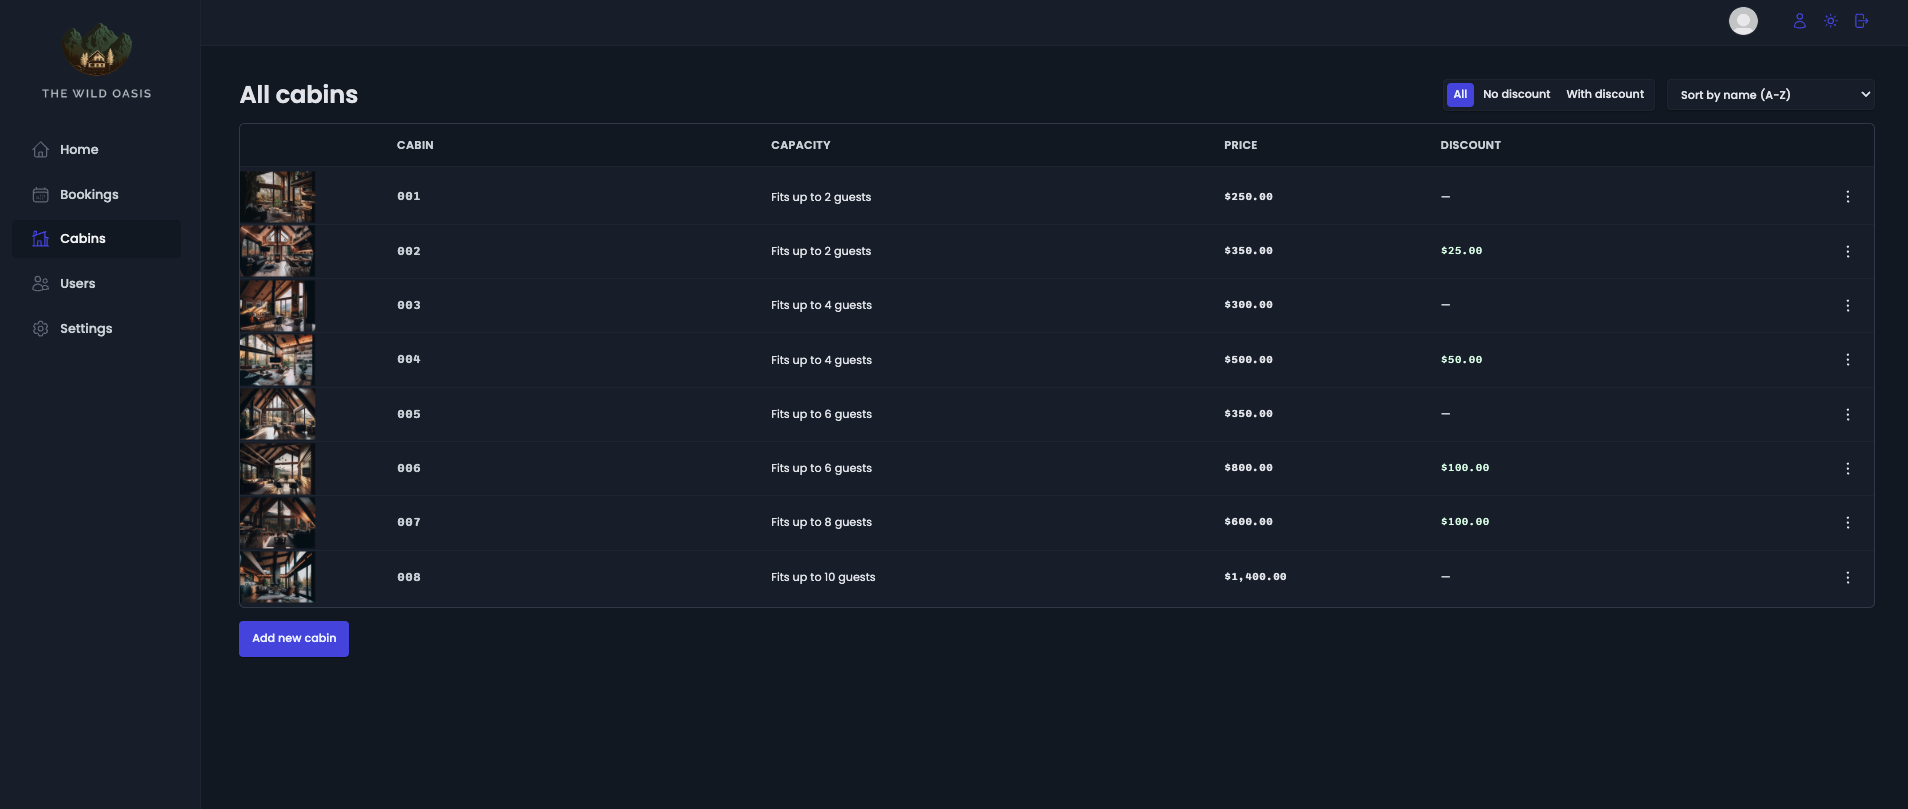 THE WILD OASIS
Home
Bookings
Cabins
Users
Settings
All cabins
All No discount With discount Sort by name (A-Z)
CABIN CAPACITY PRICE DISCOUNT
001 Fits up to 2 guests $250.00 —
002 Fits up to 2 guests $350.00 $25.00
003 Fits up to 4 guests $300.00 —
004 Fits up to 4 guests $500.00 $50.00
005 Fits up to 6 guests $350.00 —
006 Fits up to 6 guests $800.00 $100.00
007 Fits up to 8 guests $600.00 $100.00
008 Fits up to 10 guests $1,400.00 —
Add new cabin